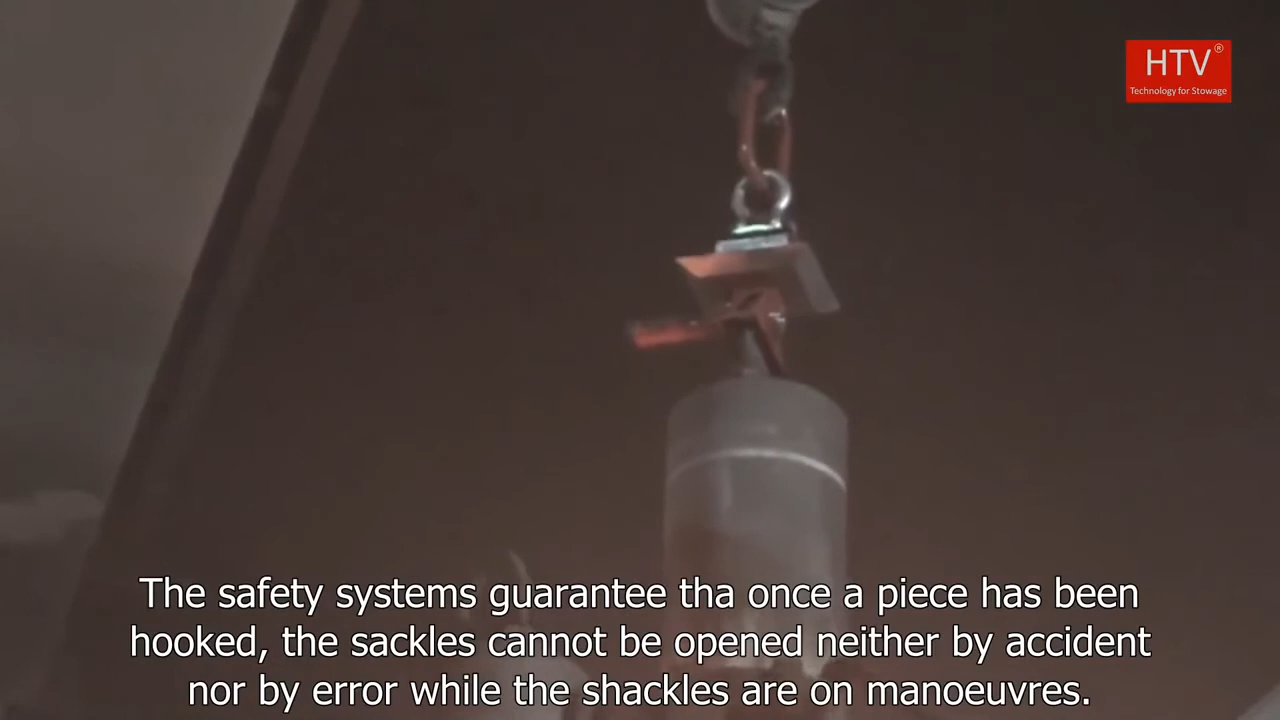 HTV®
Technology for Stowage
The safety systems guarantee tha once a piece has been
hooked, the sackles cannot be opened neither by accident
nor by error while the shackles are on manoeuvres.